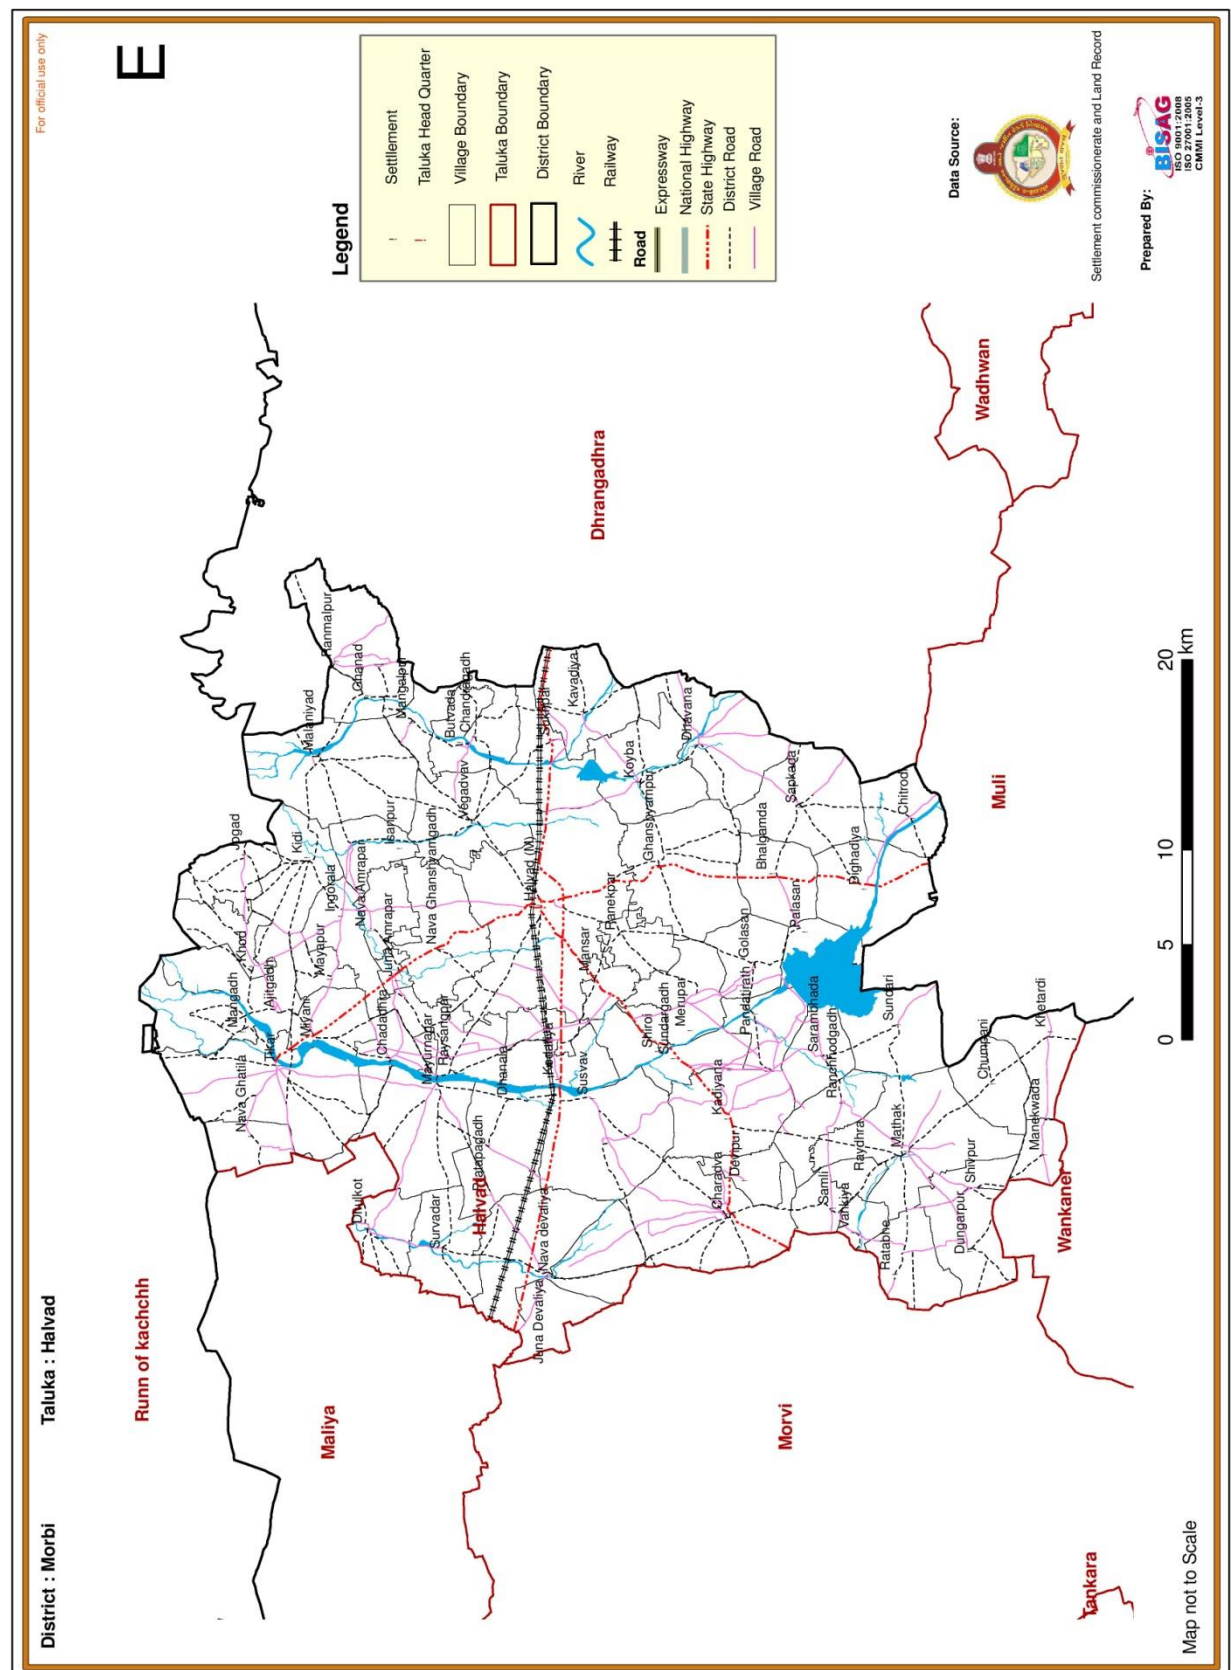 District : Morbi
Taluka : Halvad
For official use only
E
Runn of kachchh
Maliya
Morvi
Tankara
Wankaner
Muli
Wadhwan
Dhrangadhra
Halvad
Mangadh
Khod
Jogad
Nava Ghatila
Tikar
Ajitgadh
Kidi
Miyani
Mayapur
Ingorala
Malaniyad
Ranmalpur
Ghanad
Mangalpur
Dhulkot
Chadadhra
Juna Amrapar
Nava Amrapar
Isanpur
Survadar
Mayurnagar
Raysangpar
Nava Ghanshyamgadh
Vegadvav
Butvada
Chandragadh
Pratapagadh
Dhanala
Juna Devaliya
Nava devaliya
Kedariya
Halvad (M)
Sukhpar
Kavadiya
Susvav
Mansar
Ranekpar
Koyba
Ghanshyampur
Shirol
Sundargadh
Merupar
Dhavana
Charadva
Devipur
Kadiyana
Pandatirath
Golasan
Bhalgamda
Sapkada
Palasan
Samli
Vankiya
Raydhra
Ranchhodgadh
Sarambhada
Dighadiya
Chitrodi
Ratabhe
Mathak
Sundari
Dungarpur
Shivpur
Chumpani
Manekwada
Khetardi
Legend
Settlement
Taluka Head Quarter
Village Boundary
Taluka Boundary
District Boundary
River
Railway
Road
Expressway
National Highway
State Highway
District Road
Village Road
Data Source:
Settlement commissionerate and Land Record
Prepared By:
BISAG
ISO 9001:2008
ISO 27001:2005
CMMI Level-3
Map not to Scale
0 5 10 20
km